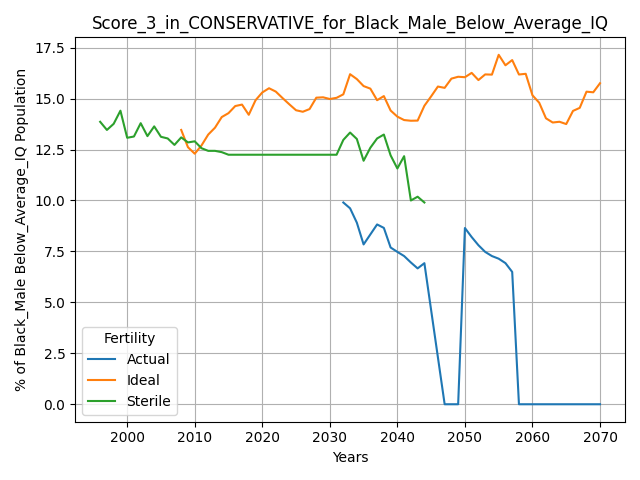 Score_3_in_CONSERVATIVE_for_Black_Male_Below_Average_IQ
% of Black_Male Below_Average_IQ Population
17.5
15.0
12.5
10.0
7.5
5.0
2.5
0.0
Fertility
Actual
Ideal
Sterile
2000 2010 2020 2030 2040 2050 2060 2070
Years